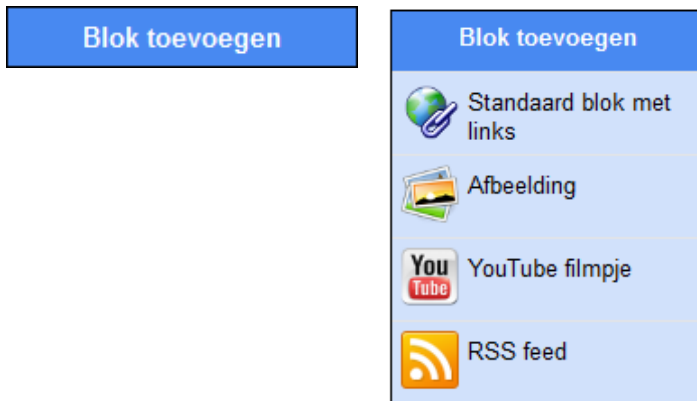 Blok toevoegen
Blok toevoegen
Standaard blok met
links
Afbeelding
You
Tube
YouTube filmpje
RSS feed